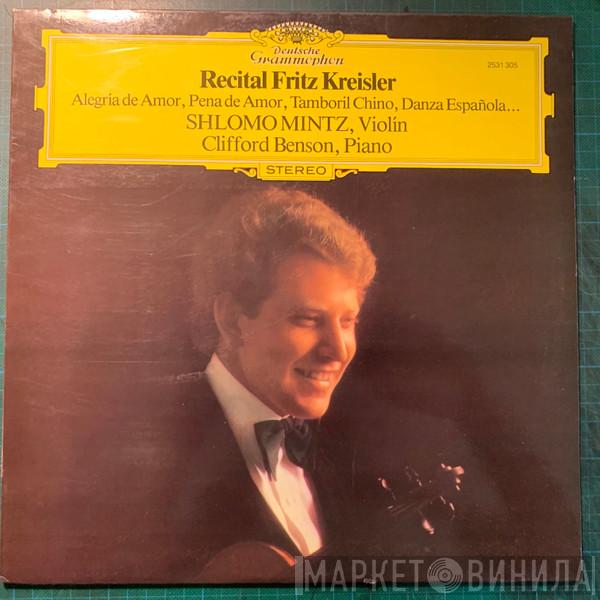 Deutsche
Grammophon
2531 305
Recital Fritz Kreisler
Alegría de Amor, Pena de Amor, Tamboril Chino, Danza Española...
SHLOMO MINTZ, Violín
Clifford Benson, Piano
STEREO
МАРКЕТ ВИНИЛА